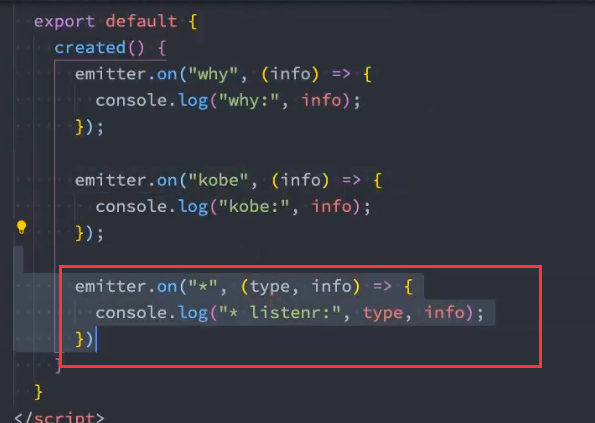 export default {
created() {
emitter.on("why", (info) => {
console.log("why:", info);
});
emitter.on("kobe", (info) => {
console.log("kobe:", info);
});
emitter.on("*", (type, info) => {
console.log("* listenr:", type, info);
})
}
}
</script>